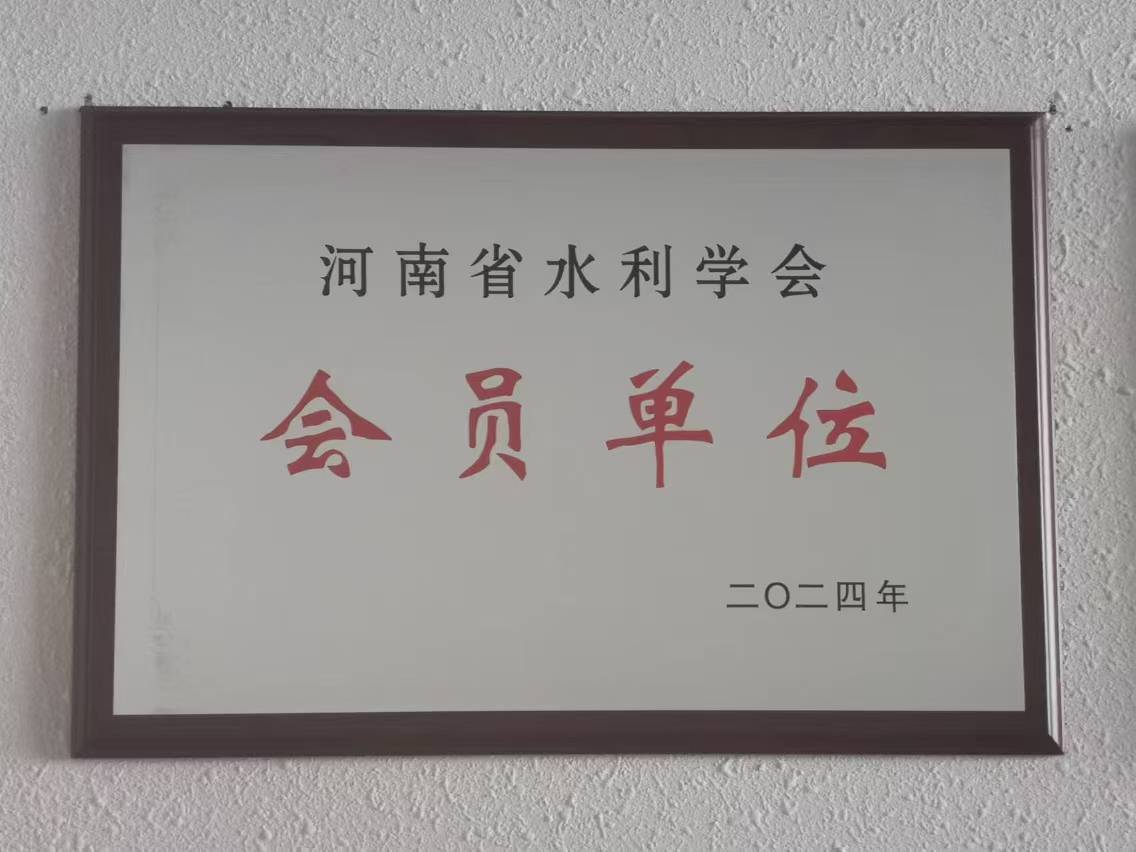 河南省水利学会
会员单位
二〇二四年